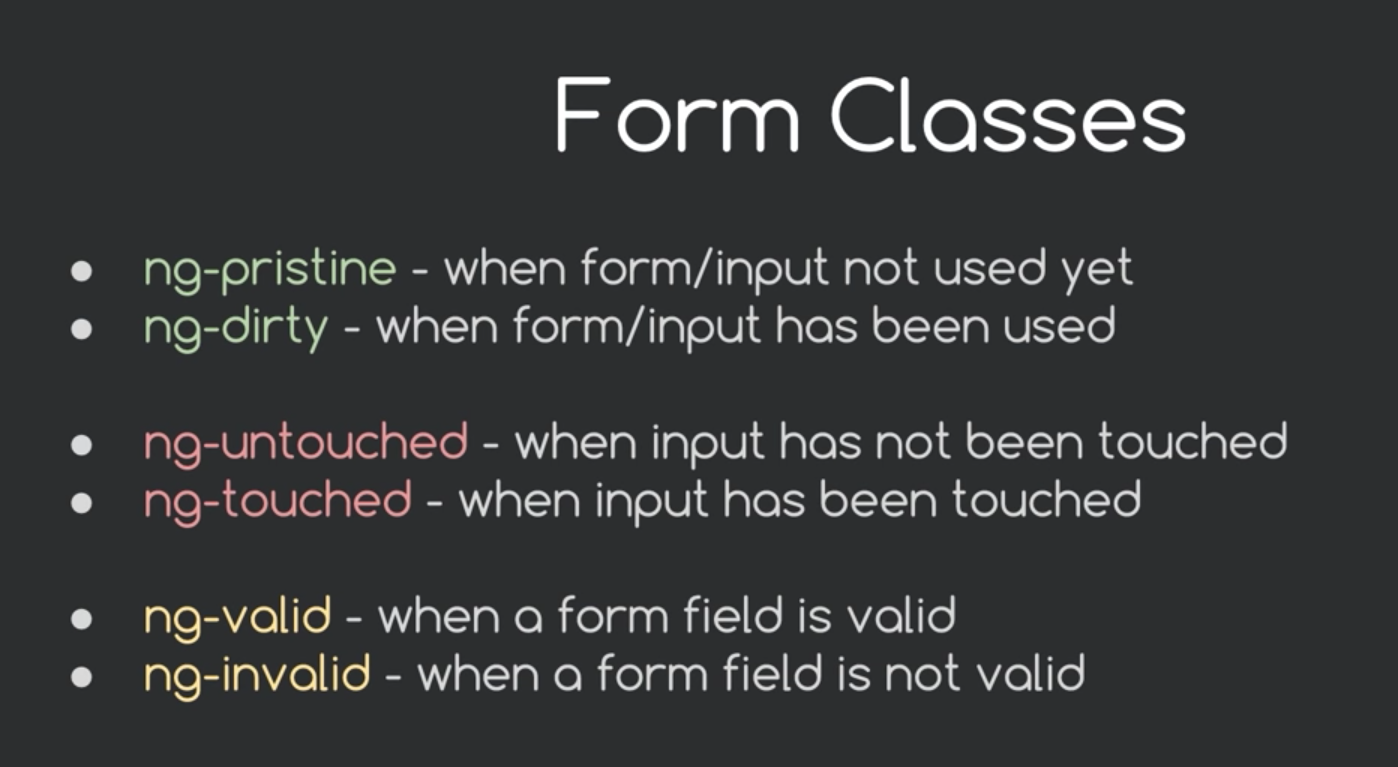 Form Classes
● ng-pristine - when form/input not used yet
● ng-dirty - when form/input has been used
● ng-untouched - when input has not been touched
● ng-touched - when input has been touched
● ng-valid - when a form field is valid
● ng-invalid - when a form field is not valid